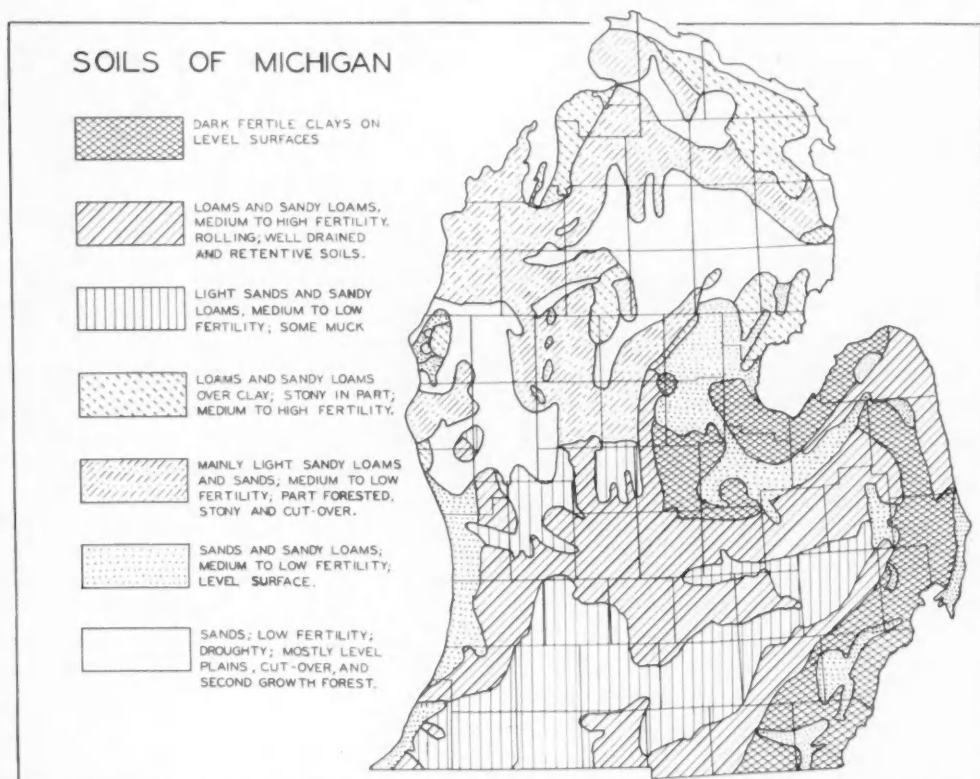 SOILS OF MICHIGAN
DARK FERTILE CLAYS ON
LEVEL SURFACES
LOAMS AND SANDY LOAMS,
MEDIUM TO HIGH FERTILITY.
ROLLING; WELL DRAINED
AND RETENTIVE SOILS.
LIGHT SANDS AND SANDY
LOAMS, MEDIUM TO LOW
FERTILITY; SOME MUCK
LOAMS AND SANDY LOAMS
OVER CLAY; STONY IN PART;
MEDIUM TO HIGH FERTILITY.
MAINLY LIGHT SANDY LOAMS
AND SANDS; MEDIUM TO LOW
FERTILITY; PART FORESTED,
STONY AND CUT-OVER.
SANDS AND SANDY LOAMS;
MEDIUM TO LOW FERTILITY;
LEVEL SURFACE.
SANDS; LOW FERTILITY;
DROUGHTY; MOSTLY LEVEL
PLAINS, CUT-OVER, AND
SECOND GROWTH FOREST.